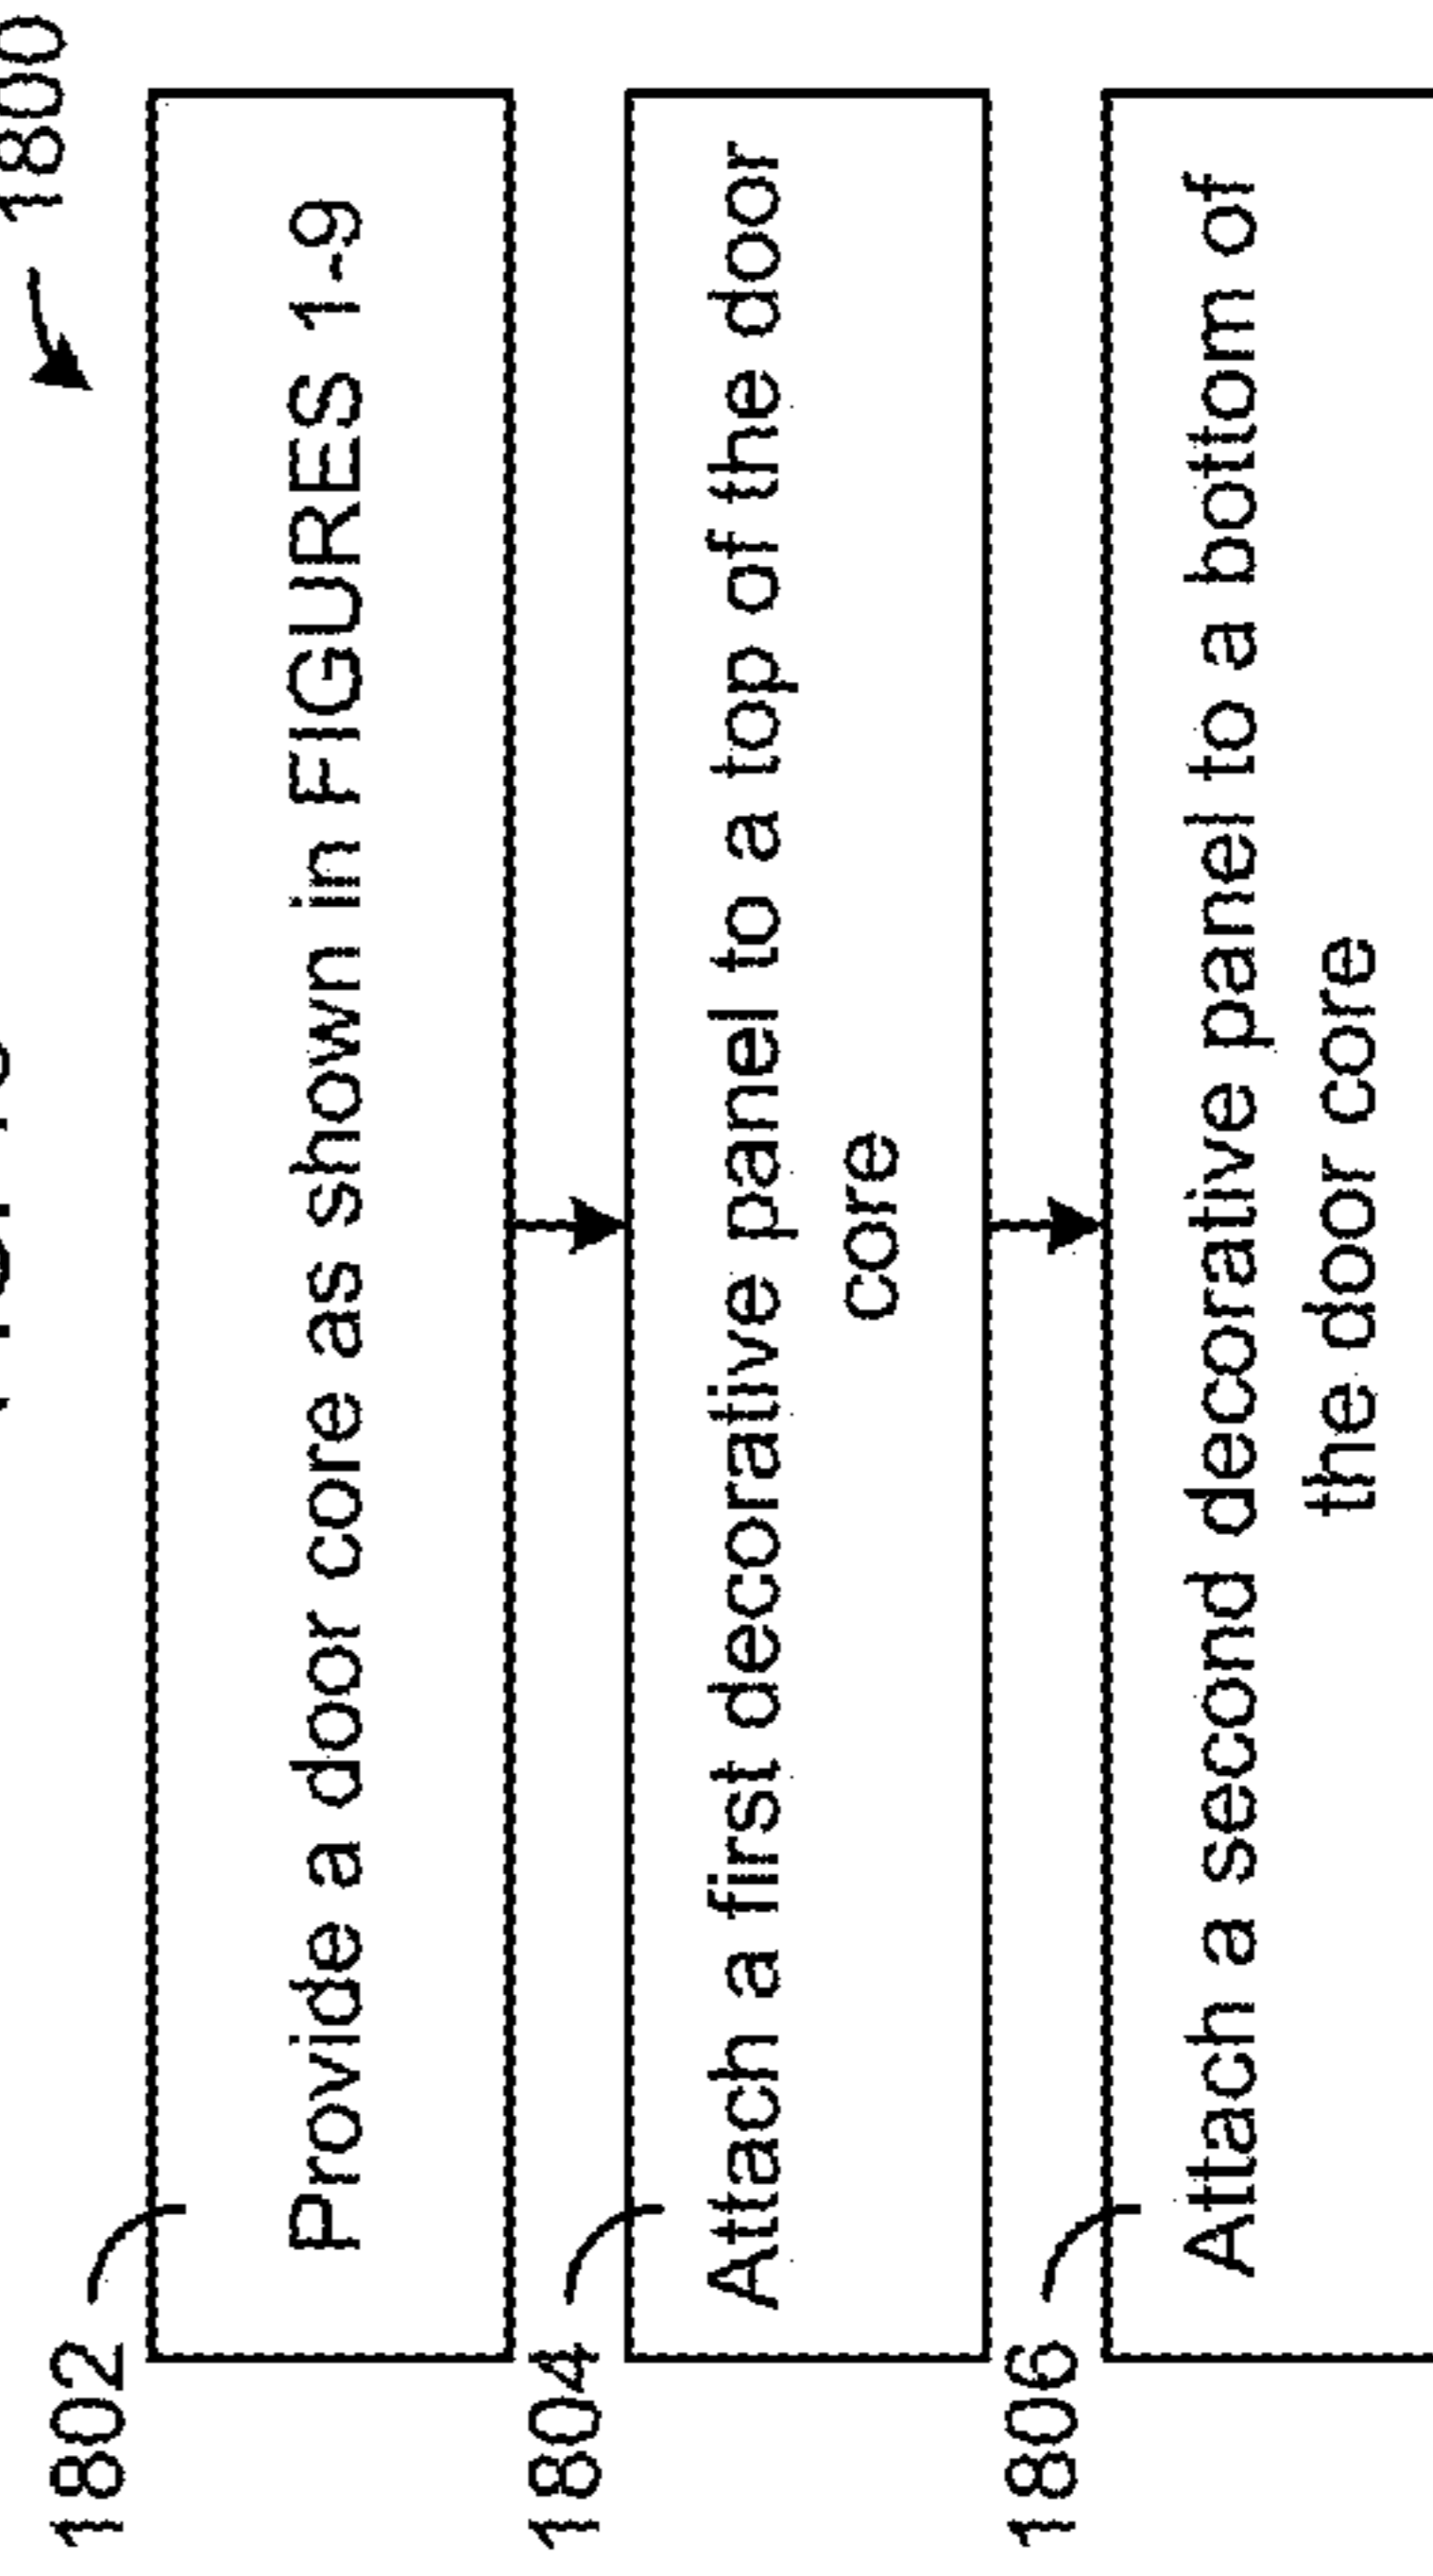 1800
1802
Provide a door core as shown in FIGURES 1-9
1804
Attach a first decorative panel to a top of the door
core
1806
Attach a second decorative panel to a bottom of
the door core